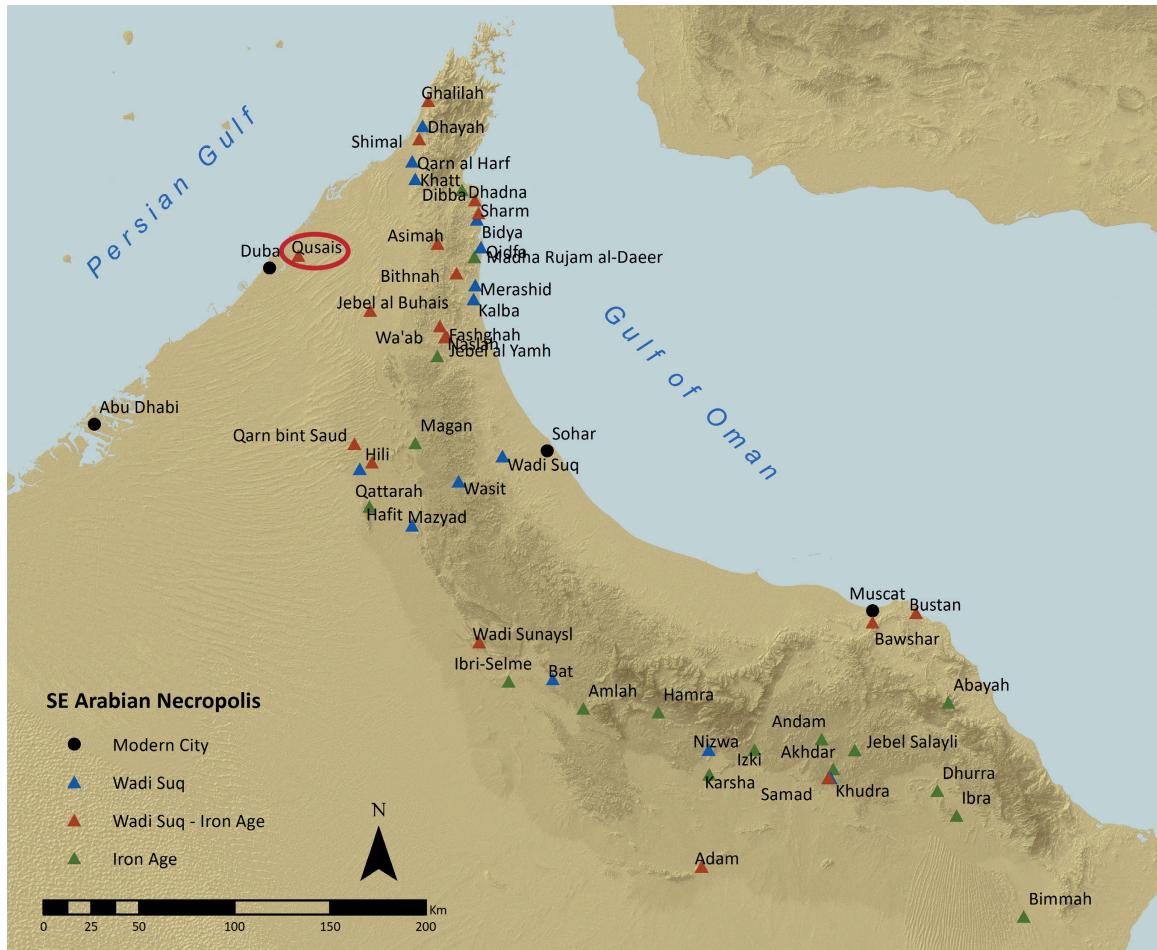 Ghalilah
Dhayah
Shimal
Qarn al Harf
Khatt
Dibba
Dhadna
Sharm
Bidya
Asimah
Qidfa
Madha Rujam al-Daeer
Bithnah
Merashid
Kalba
Persian Gulf
Duba
Qusais
Jebel al Buhais
Wa'ab
Fashghah
Naslah
Jebel al Yamh
Gulf of Oman
Abu Dhabi
Qarn bint Saud
Magan
Sohar
Hili
Wadi Suq
Wasit
Qattarah
Hafit
Mazyad
Muscat
Bustan
Bawshar
Wadi Sunaysl
Ibri-Selme
Bat
Amlah
Hamra
Abayah
Andam
Nizwa
Izki
Akhdar
Jebel Salayli
Karsha
Samad
Khudra
Dhurra
Ibra
Adam
Bimmah
SE Arabian Necropolis
Modern City
Wadi Suq
Wadi Suq - Iron Age
Iron Age
N
Km
0 25 50 100 150 200